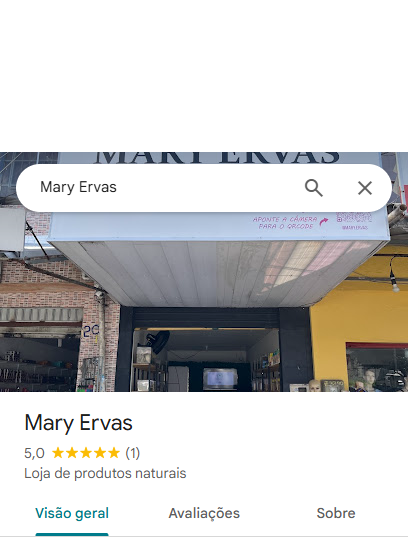 MARY ERVAS
Mary Ervas
APONTE A CÂMERA
PARA O QRCODE
29
Mary Ervas
5,0 (1)
Loja de produtos naturais
Visão geral
Avaliações
Sobre